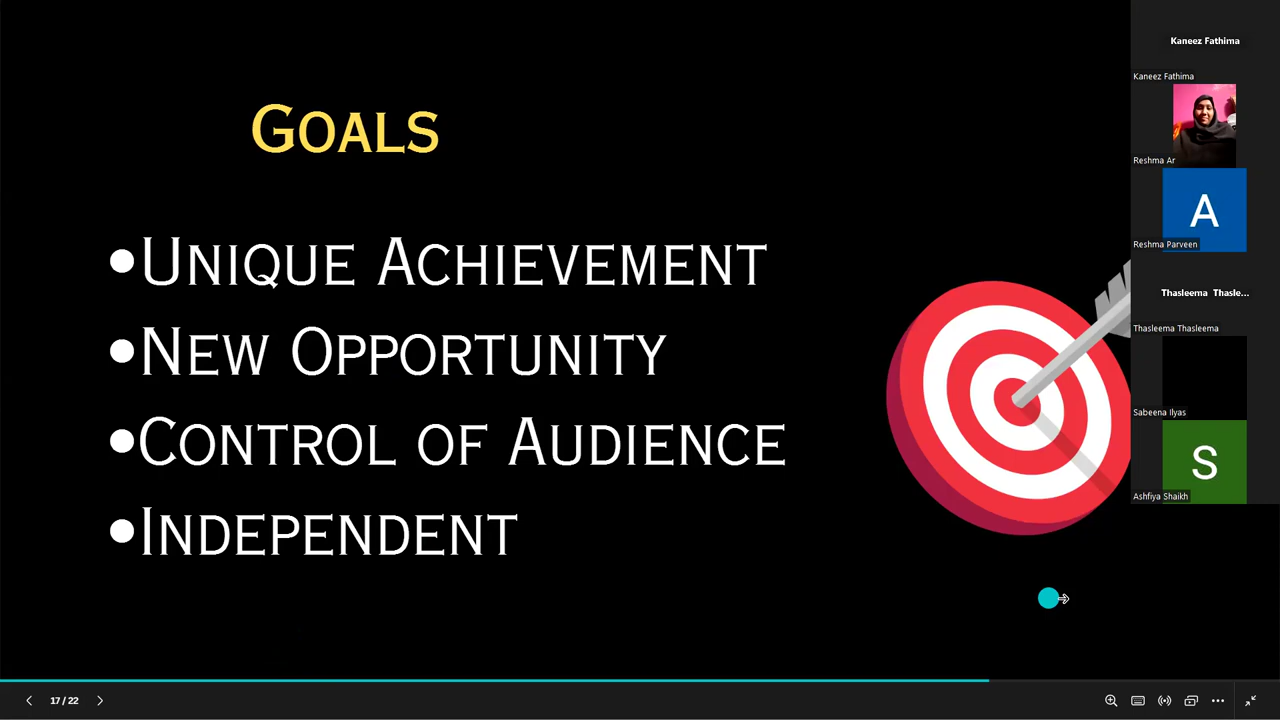 Goals
•Unique Achievement
•New Opportunity
•Control of Audience
•Independent
Kaneez Fathima
Kaneez Fathima
Reshma Ar
A
Reshma Parveen
Thasleema Thasle...
Thasleema Thasleema
Sabeena Ilyas
S
Ashfiya Shaikh
17 / 22